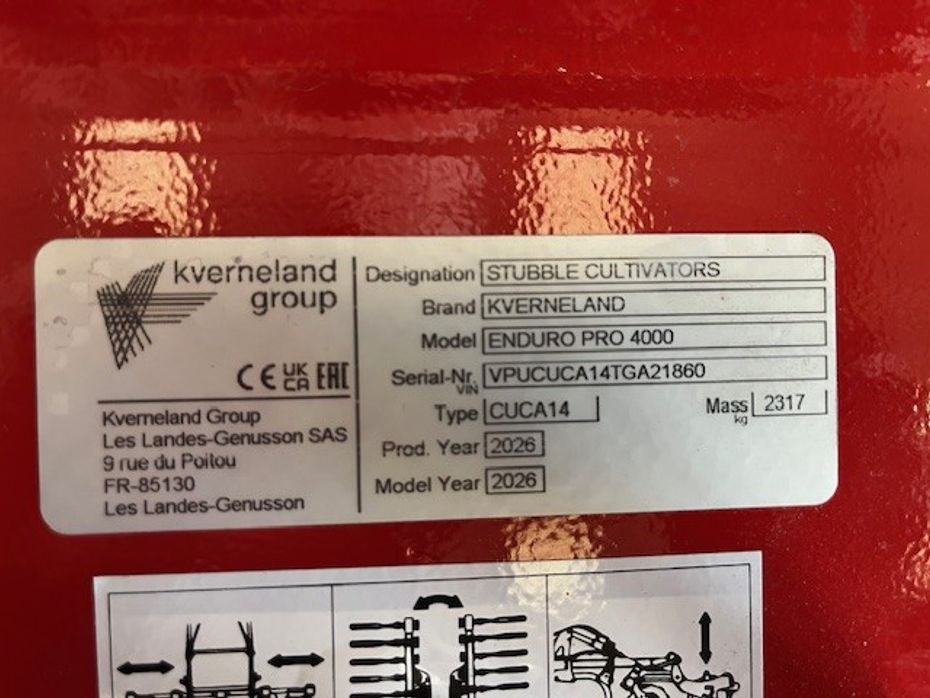 kverneland
group
CE UK CA EAC
Kverneland Group
Les Landes-Genusson SAS
9 rue du Poitou
FR-85130
Les Landes-Genusson
Designation STUBBLE CULTIVATORS
Brand KVERNELAND
Model ENDURO PRO 4000
Serial-Nr. VIN VPUCUCA14TGA21860
Type CUCA14 Mass kg 2317
Prod. Year 2026
Model Year 2026